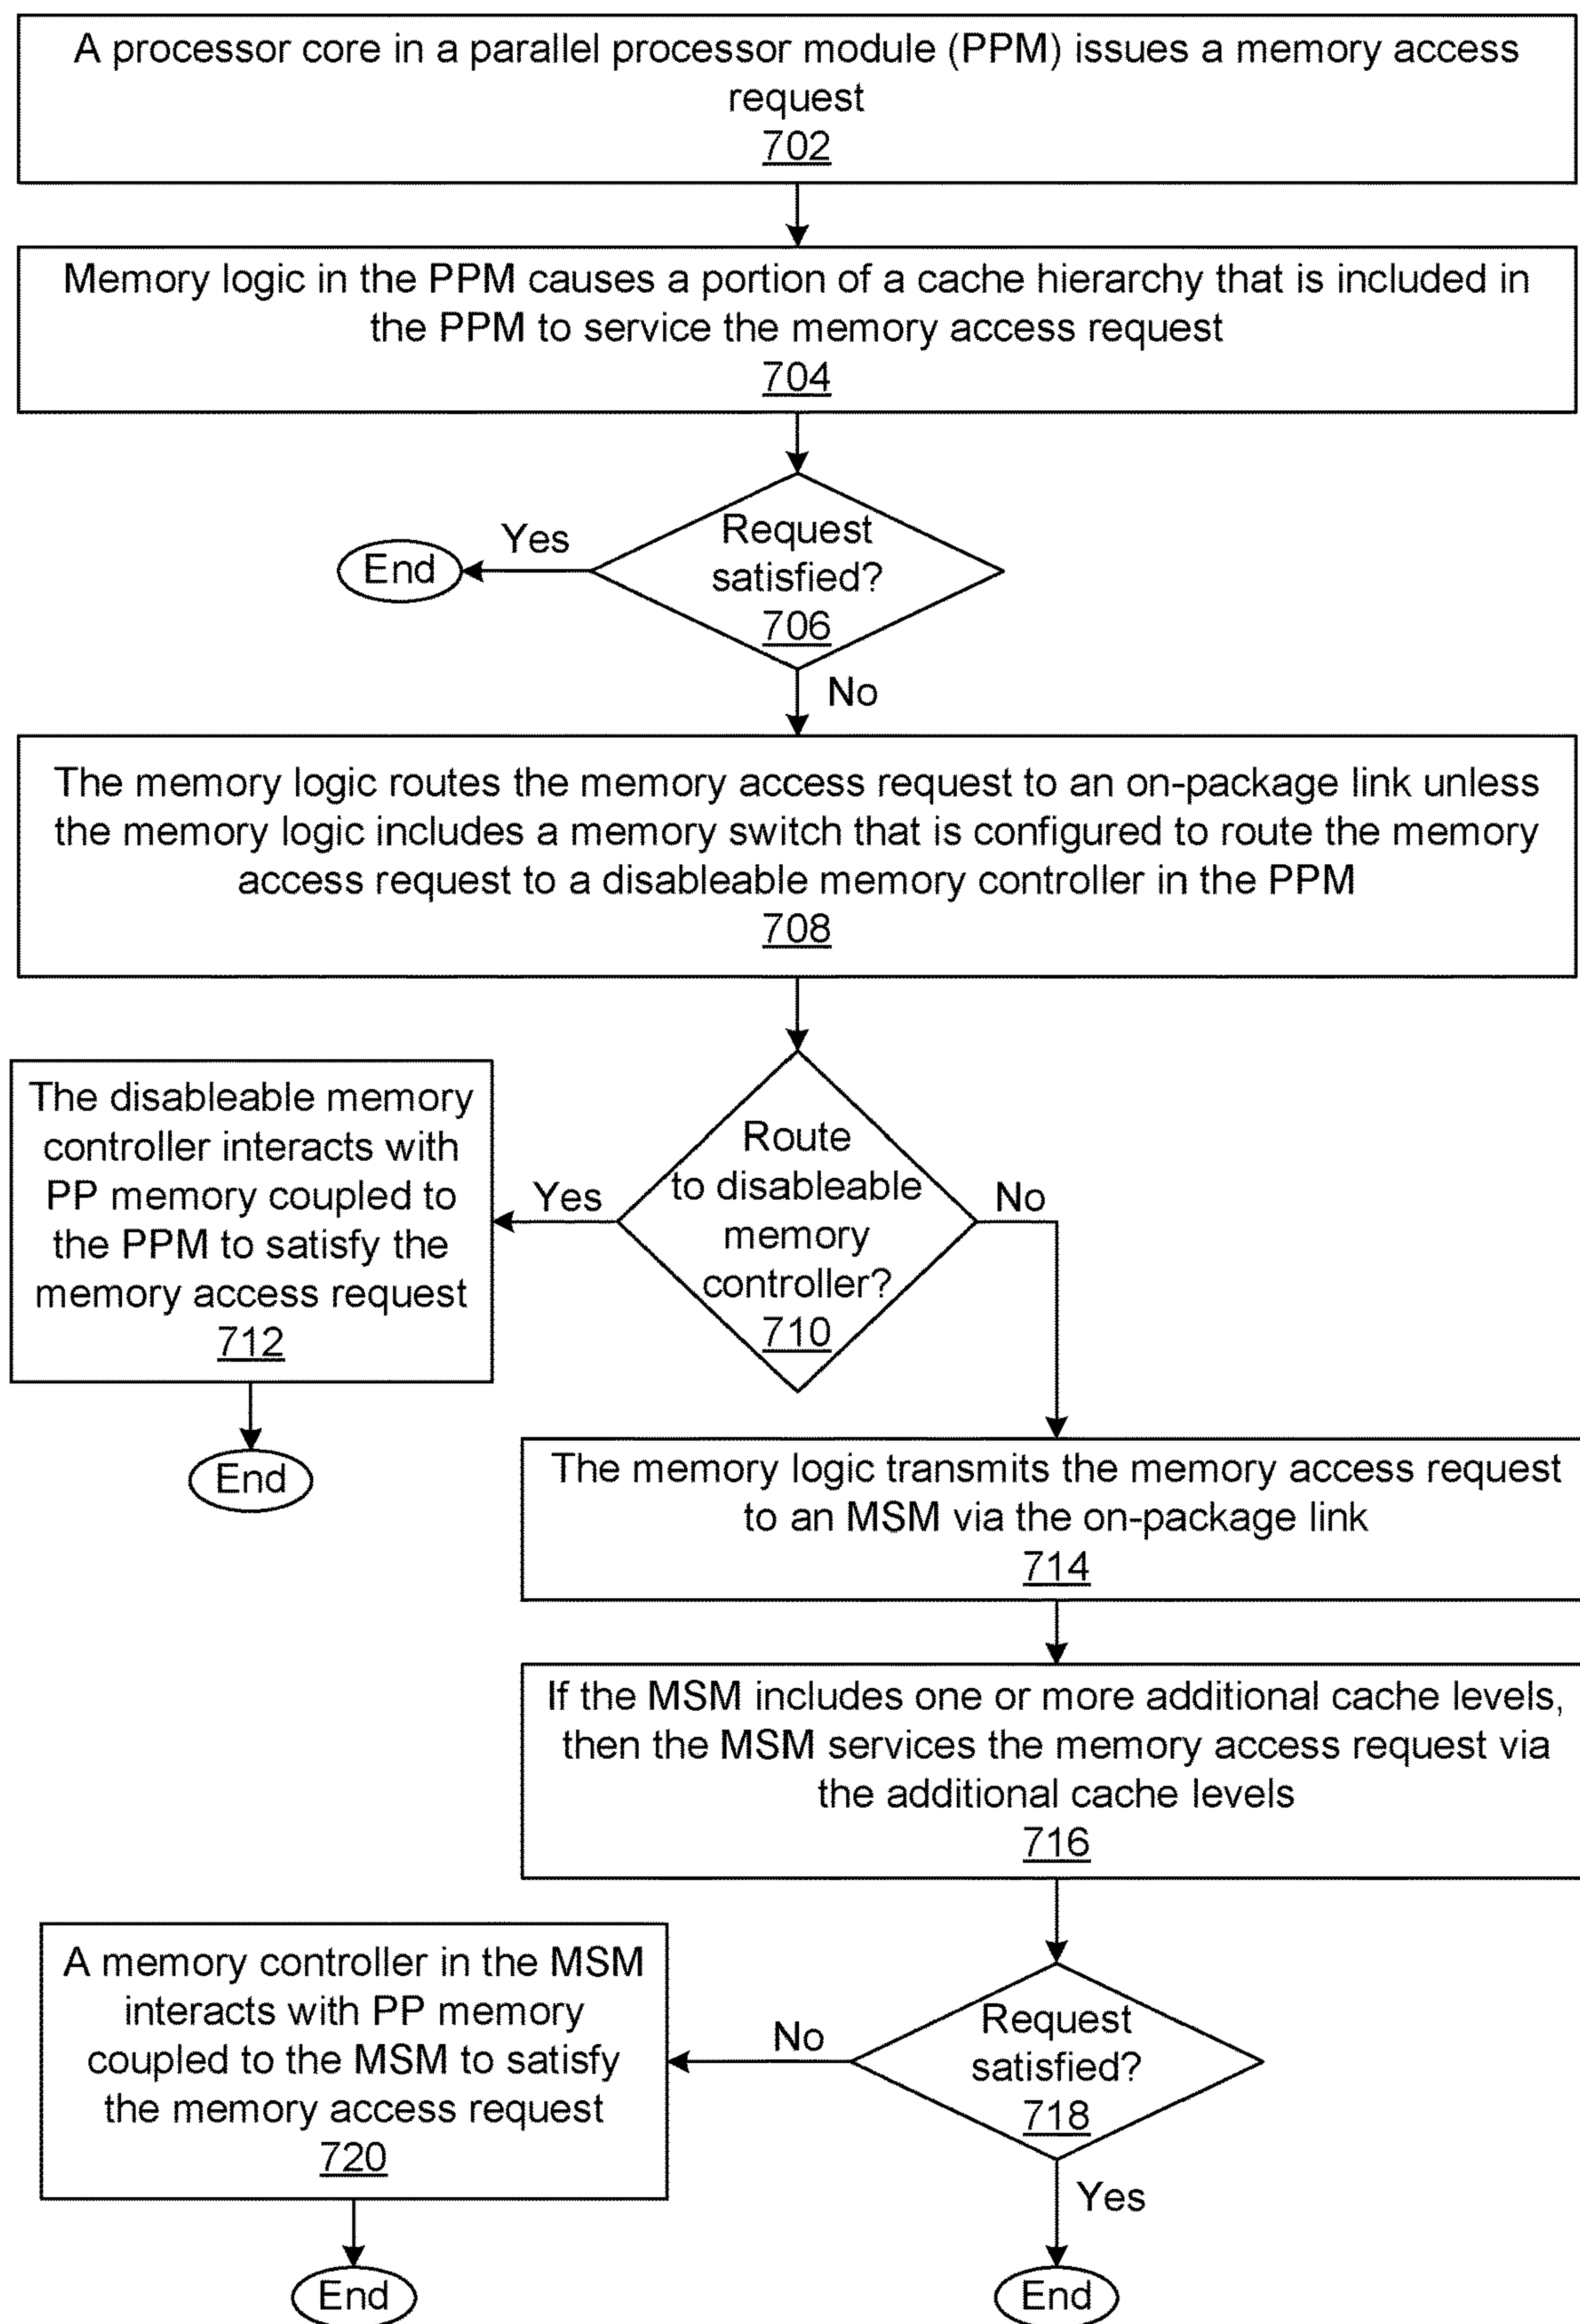 A processor core in a parallel processor module (PPM) issues a memory access
request
702
Memory logic in the PPM causes a portion of a cache hierarchy that is included in
the PPM to service the memory access request
704
Request
satisfied?
706
Yes
End
No
The memory logic routes the memory access request to an on-package link unless
the memory logic includes a memory switch that is configured to route the memory
access request to a disableable memory controller in the PPM
708
Route
to disableable
memory
controller?
710
Yes
No
The disableable memory
controller interacts with
PP memory coupled to
the PPM to satisfy the
memory access request
712
End
The memory logic transmits the memory access request
to an MSM via the on-package link
714
If the MSM includes one or more additional cache levels,
then the MSM services the memory access request via
the additional cache levels
716
Request
satisfied?
718
No
A memory controller in the MSM
interacts with PP memory
coupled to the MSM to satisfy
the memory access request
720
End
Yes
End